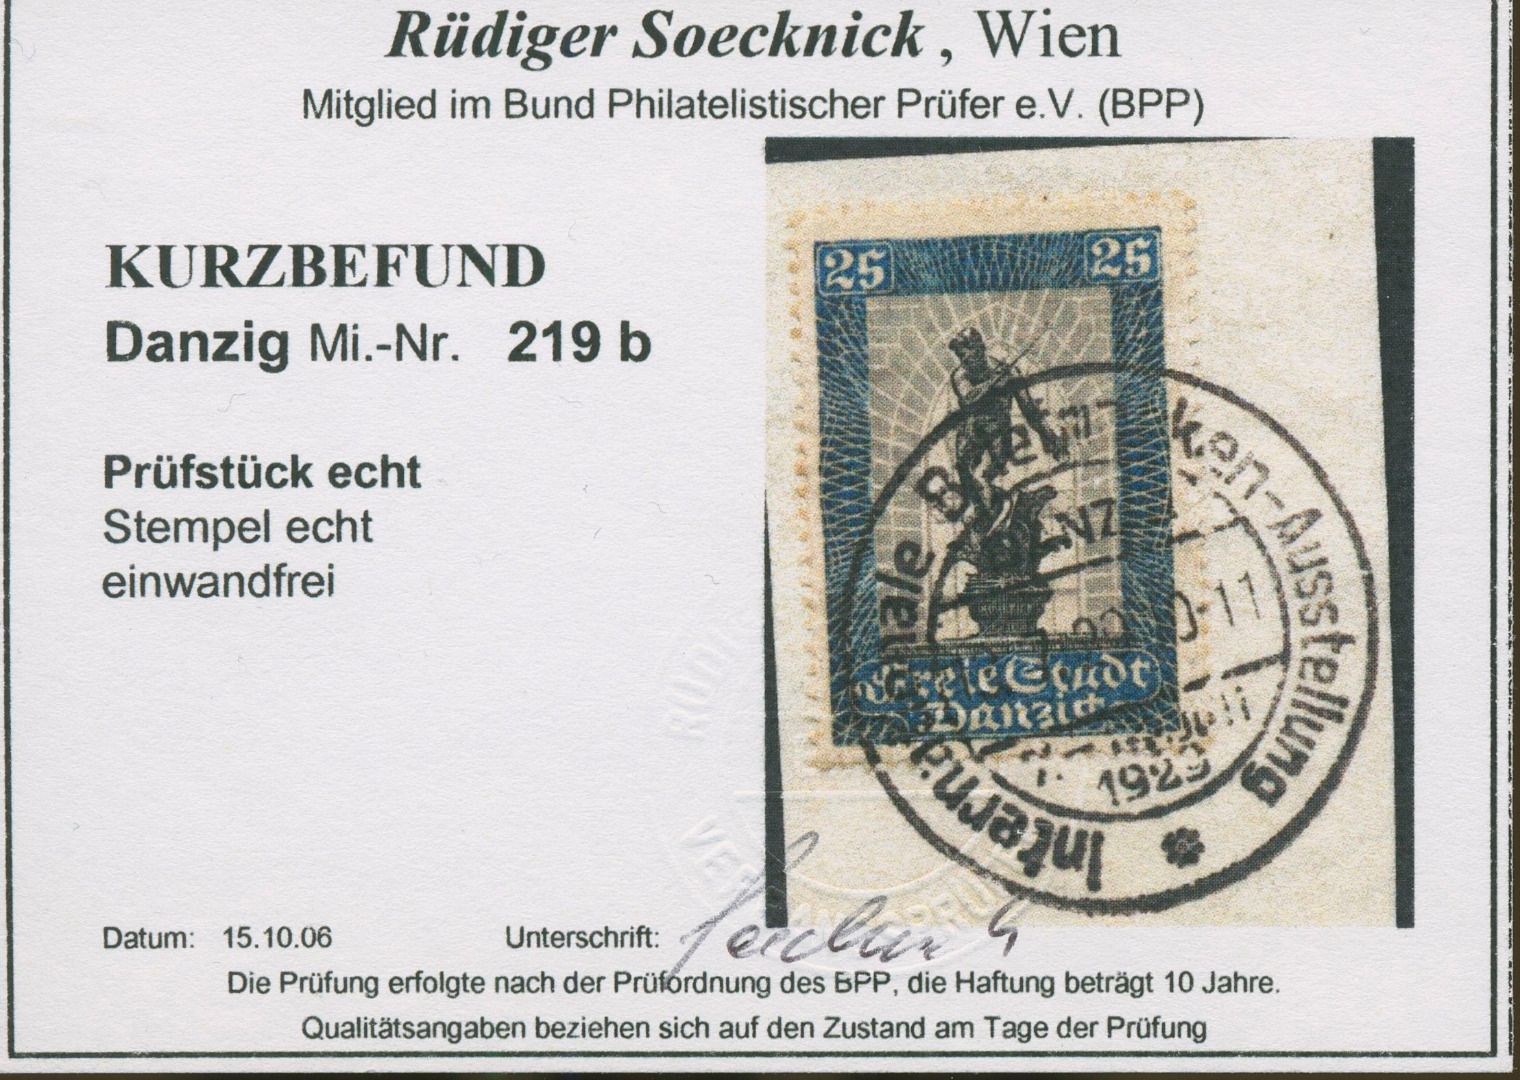 Rüdiger Soecknick , Wien
Mitglied im Bund Philatelistischer Prüfer e.V. (BPP)
KURZBEFUND
Danzig Mi.-Nr. 219 b
Prüfstück echt
Stempel echt
einwandfrei
25 25
Freie Stadt
Danzig
Internationale Briefmarken-Ausstellung
1929
Datum: 15.10.06 Unterschrift:
Die Prüfung erfolgte nach der Prüfordnung des BPP, die Haftung beträgt 10 Jahre.
Qualitätsangaben beziehen sich auf den Zustand am Tage der Prüfung